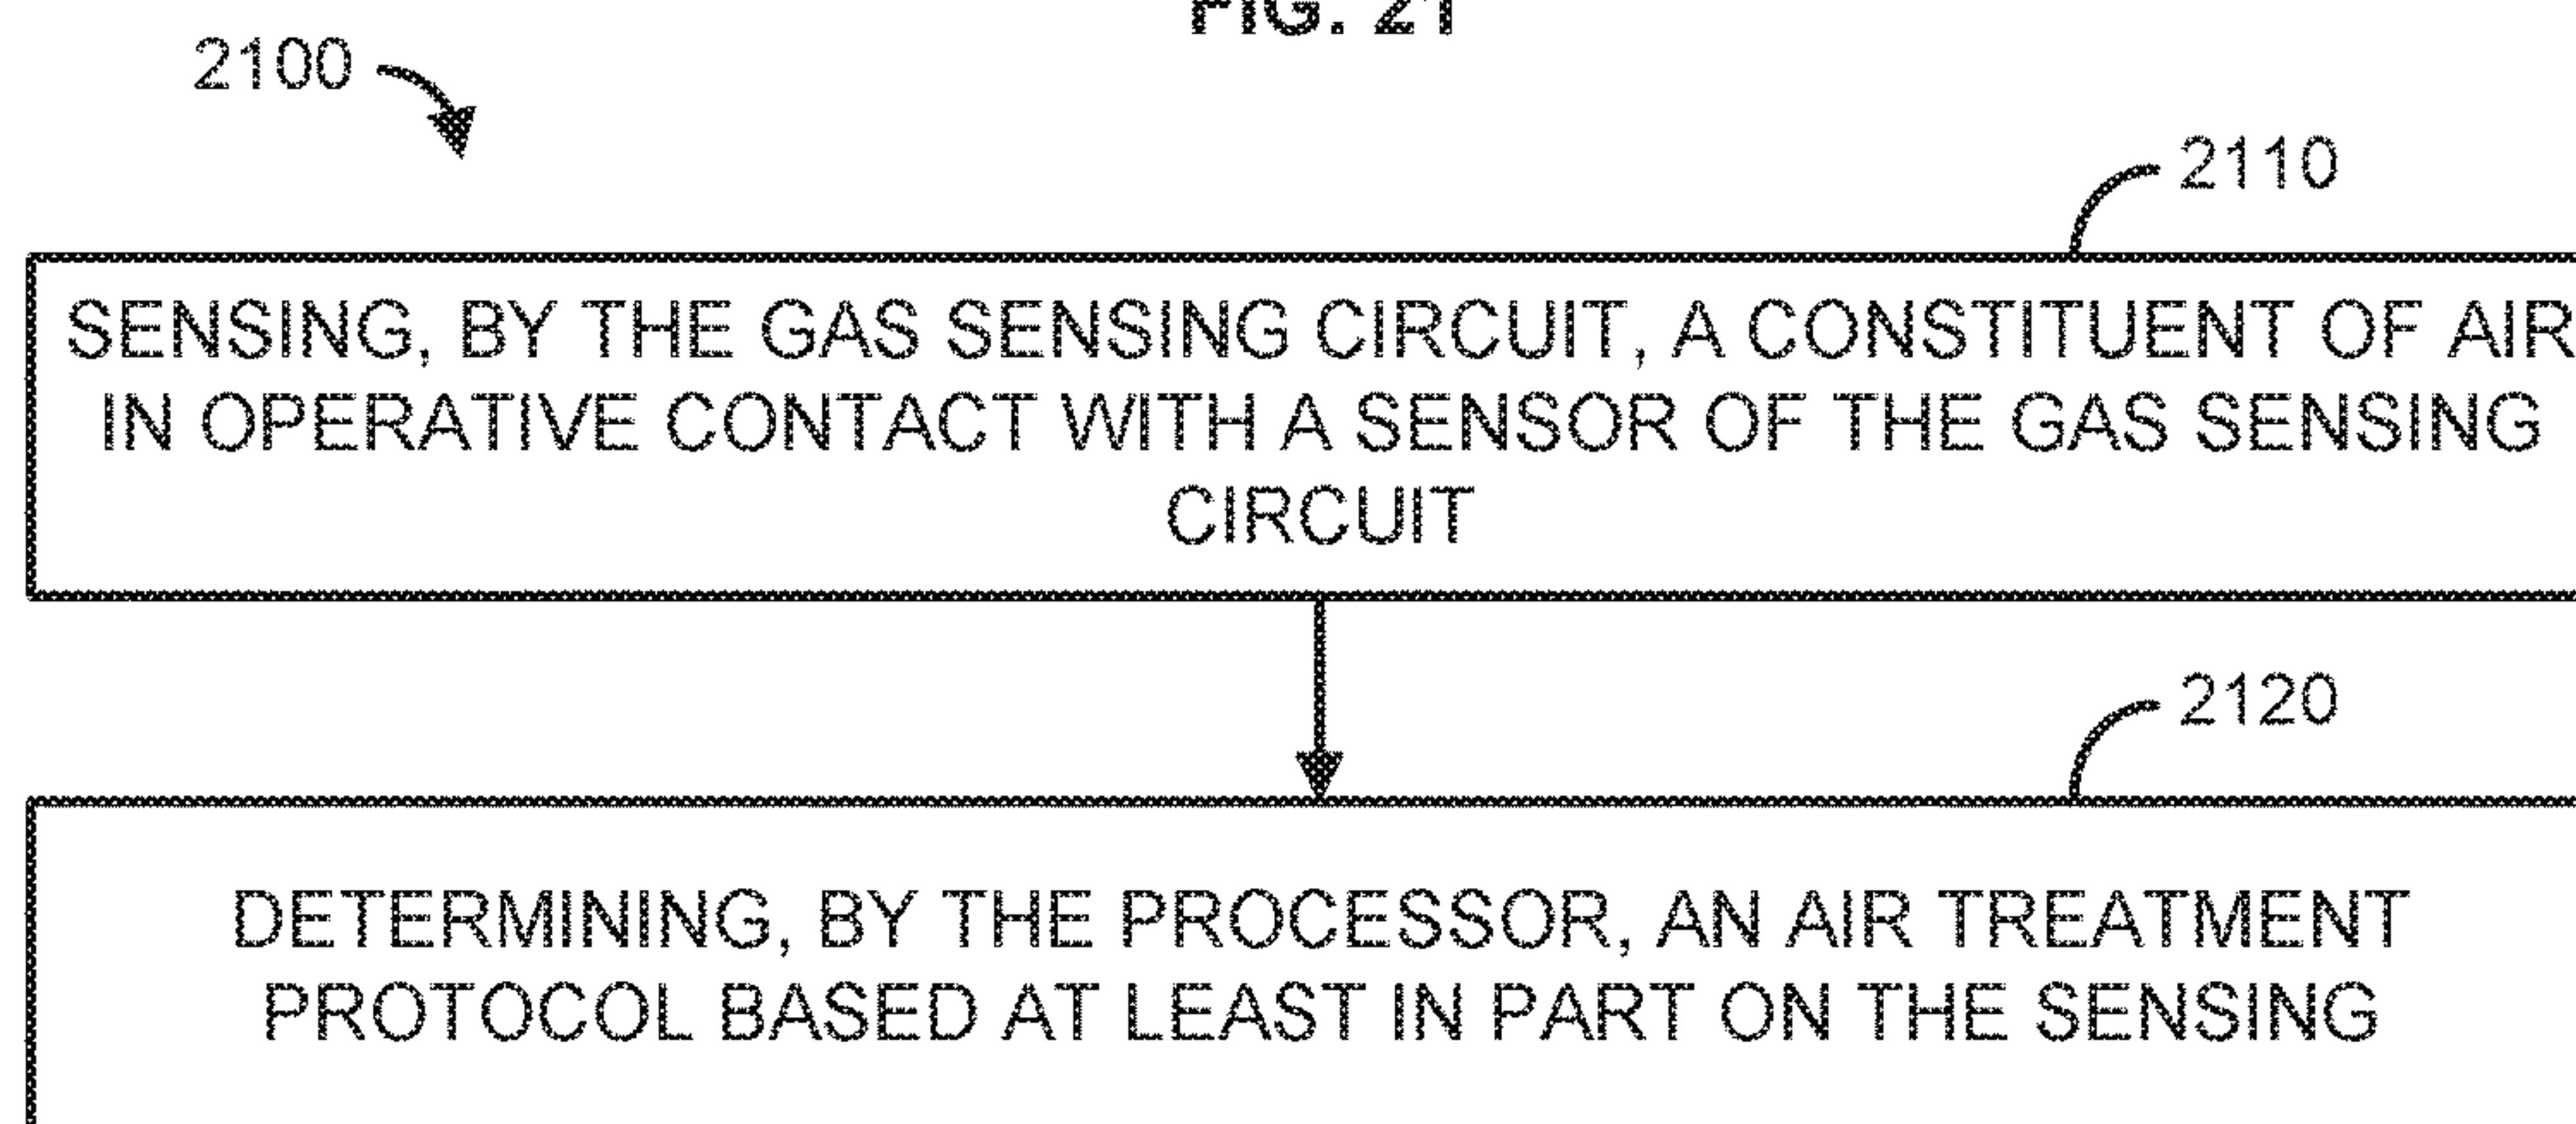 FIG. 21
2100
2110
SENSING, BY THE GAS SENSING CIRCUIT, A CONSTITUENT OF AIR
IN OPERATIVE CONTACT WITH A SENSOR OF THE GAS SENSING
CIRCUIT
2120
DETERMINING, BY THE PROCESSOR, AN AIR TREATMENT
PROTOCOL BASED AT LEAST IN PART ON THE SENSING